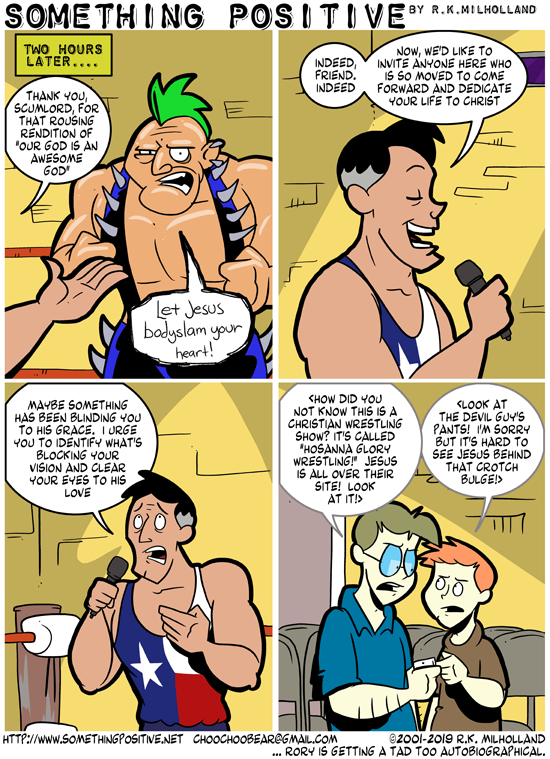 SOMETHING POSITIVE BY R.K.MILHOLLAND
TWO HOURS
LATER....
THANK YOU,
SCUMLORD, FOR
THAT ROUSING
RENDITION OF
"OUR GOD IS AN
AWESOME
GOD"
Let Jesus
bodyslam your
heart!
INDEED,
FRIEND.
INDEED
NOW, WE'D LIKE TO
INVITE ANYONE HERE WHO
IS SO MOVED TO COME
FORWARD AND DEDICATE
YOUR LIFE TO CHRIST
MAYBE SOMETHING
HAS BEEN BLINDING YOU
TO HIS GRACE. I URGE
YOU TO IDENTIFY WHAT'S
BLOCKING YOUR
VISION AND CLEAR
YOUR EYES TO HIS
LOVE
<HOW DID YOU
NOT KNOW THIS IS A
CHRISTIAN WRESTLING
SHOW? IT'S CALLED
"HOSANNA GLORY
WRESTLING!" JESUS
IS ALL OVER THEIR
SITE! LOOK
AT IT!>
<LOOK AT
THE DEVIL GUY'S
PANTS! I'M SORRY
BUT IT'S HARD TO
SEE JESUS BEHIND
THAT CROTCH
BULGE!>
HTTP://WWW.SOMETHINGPOSITIVE.NET CHOOCHOOBEAR@GMAIL.COM ©2001-2019 R.K. MILHOLLAND
... RORY IS GETTING A TAD TOO AUTOBIOGRAPHICAL.